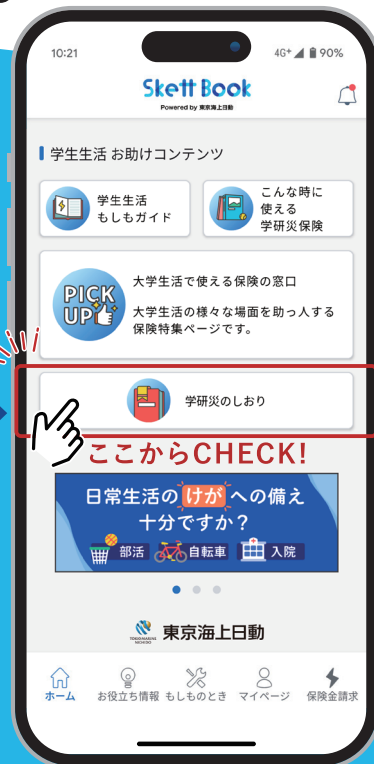 10:21
4G+ 90%
Skett Book
Powered by 東京海上日動
学生生活 お助けコンテンツ
学生生活
もしもガイド
こんな時に
使える
学研災保険
PICK
UP
大学生活で使える保険の窓口
大学生活の様々な場面を助っ人する
保険特集ページです。
学研災のしおり
ここからCHECK!
日常生活の けが への備え
十分ですか？
部活 自転車 入院
TOKIO MARINE
NICHIDO
東京海上日動
ホーム お役立ち情報 もしものとき マイページ 保険金請求